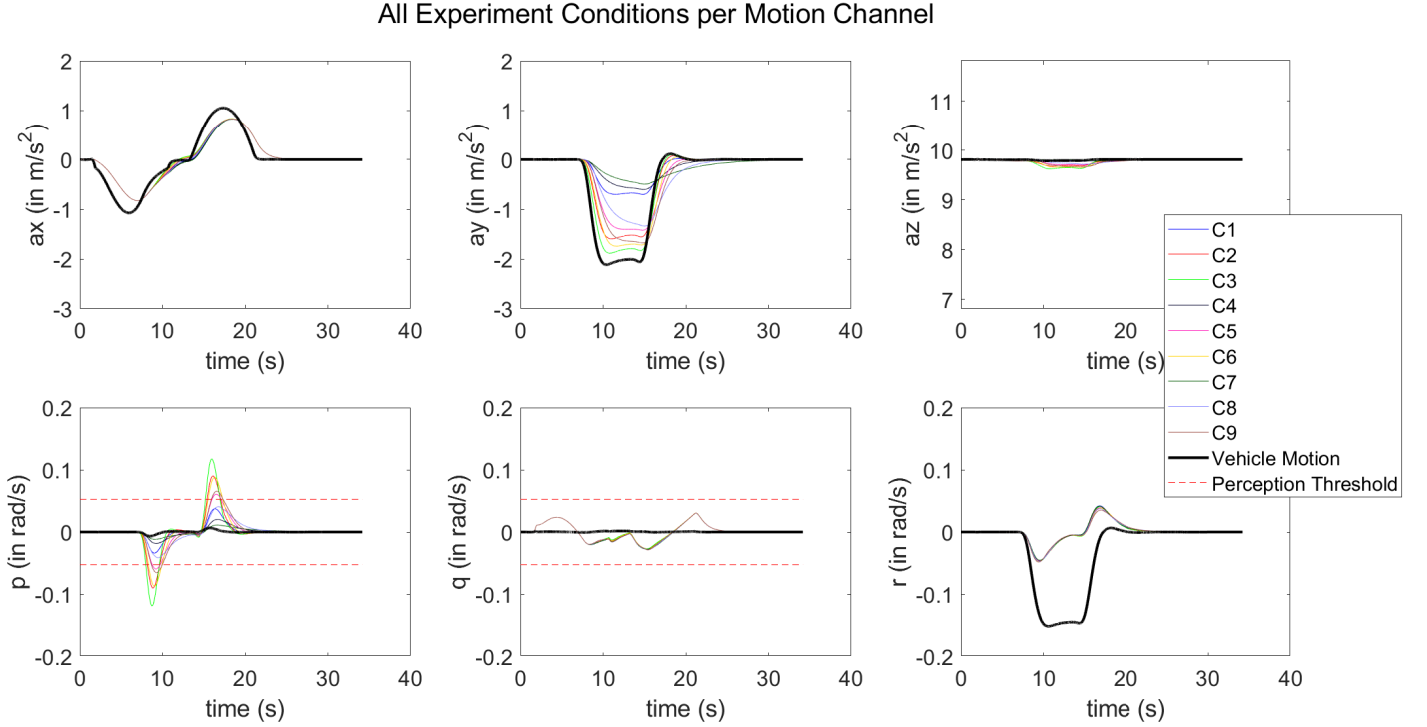 All Experiment Conditions per Motion Channel
2
1
0
-1
-2
-3
ax (in m/s²)
0 10 20 30 40
time (s)
2
1
0
-1
-2
-3
ay (in m/s²)
0 10 20 30 40
time (s)
11
10
9
8
7
az (in m/s²)
0 10 20 30 40
time (s)
C1
C2
C3
C4
C5
C6
C7
C8
C9
Vehicle Motion
Perception Threshold
0.2
0.1
0
-0.1
-0.2
p (in rad/s)
0 10 20 30 40
time (s)
0.2
0.1
0
-0.1
-0.2
q (in rad/s)
0 10 20 30 40
time (s)
0.2
0.1
0
-0.1
-0.2
r (in rad/s)
0 10 20 30 40
time (s)